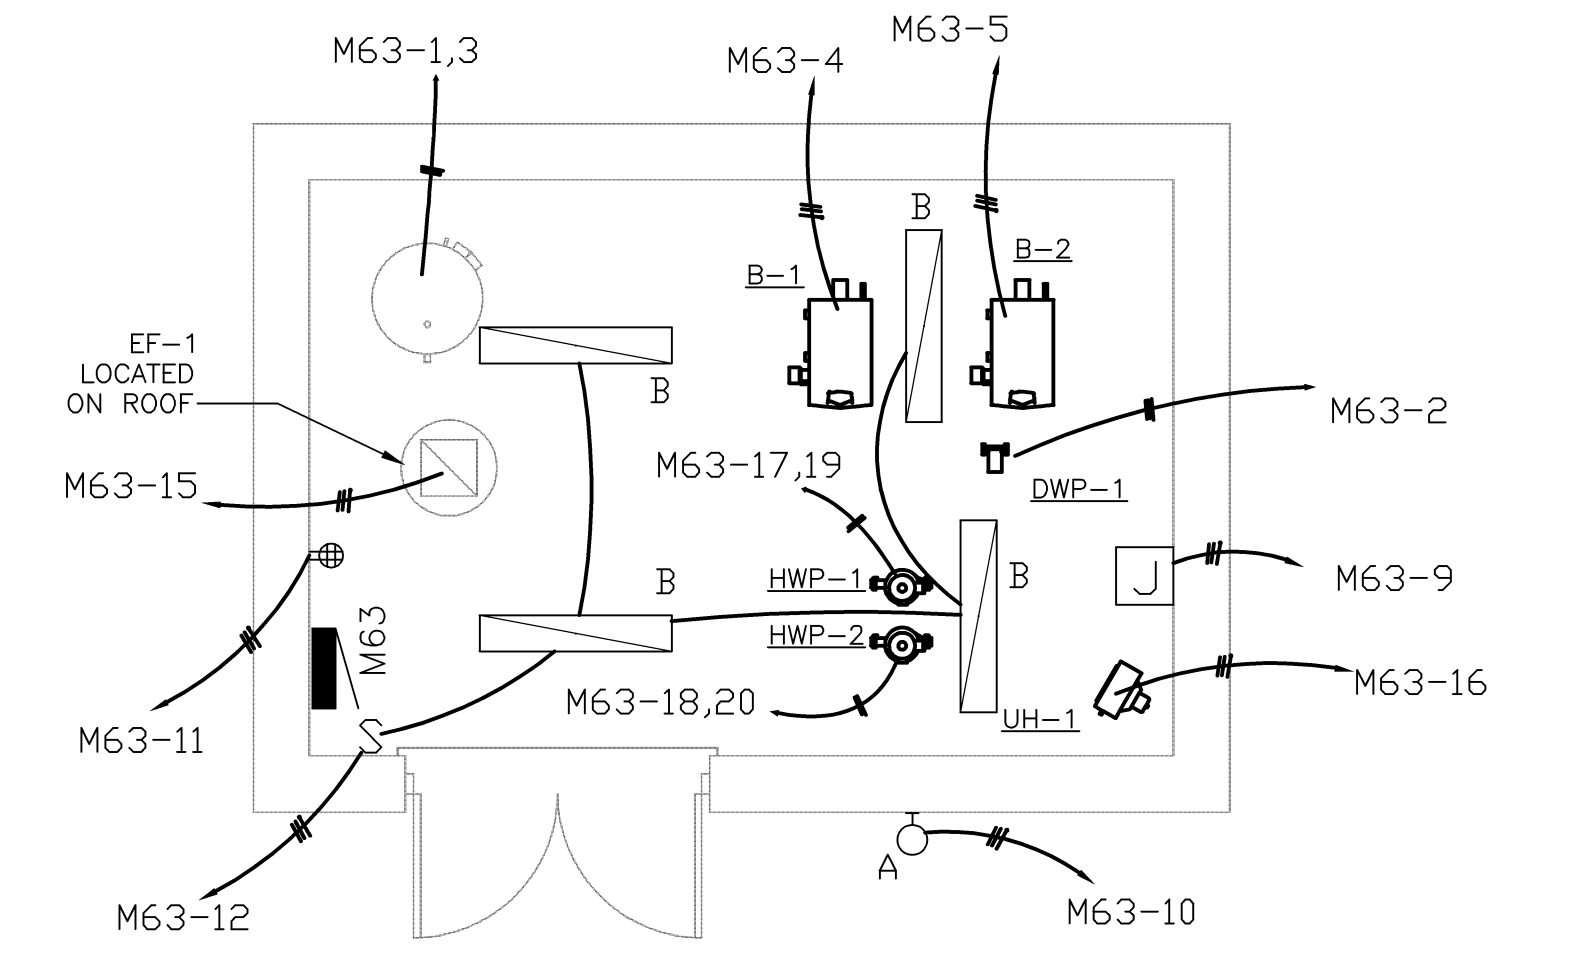 M63-5
M63-1,3
M63-4
B
B-2
B-1
EF-1
LOCATED
ON ROOF
B
M63-2
M63-17,19
M63-15
DWP-1
HWP-1
B
B
J
M63-9
M63
HWP-2
M63-16
M63-18,20
UH-1
M63-11
S
A
M63-12
M63-10